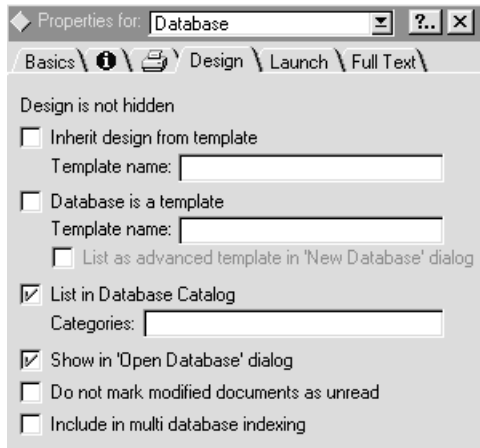 Properties for: Database ?..
Basics Design Launch Full Text
Design is not hidden
Inherit design from template
Template name:
Database is a template
Template name:
List as advanced template in 'New Database' dialog
List in Database Catalog
Categories:
Show in 'Open Database' dialog
Do not mark modified documents as unread
Include in multi database indexing